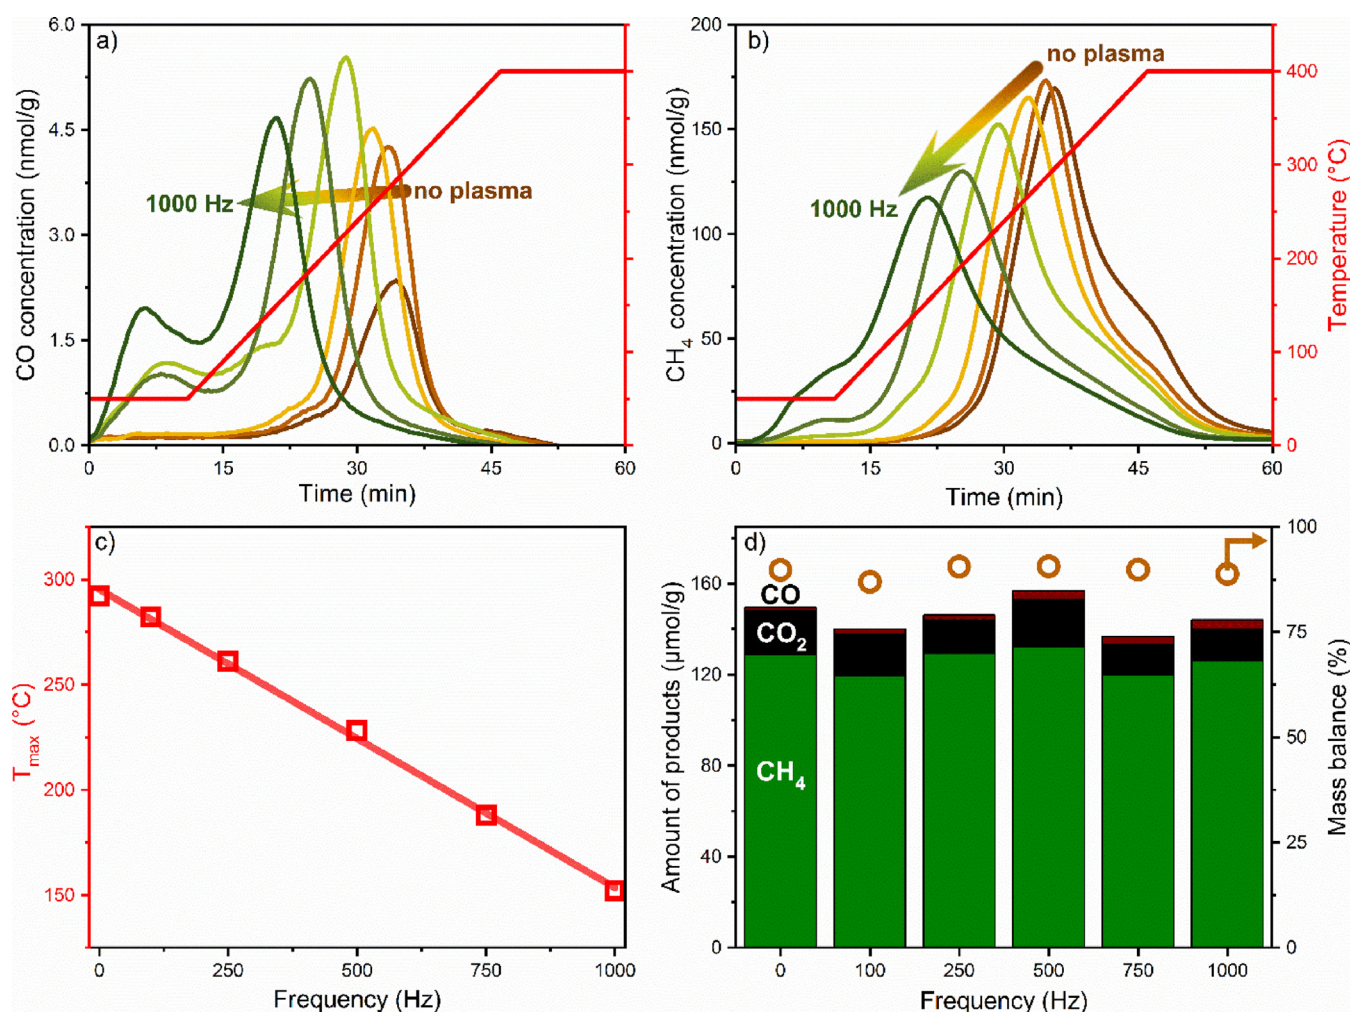 a)
6.0
4.5
3.0
1.5
0.0
CO concentration (nmol/g)
no plasma
1000 Hz
0
15
30
45
60
Time (min)
b)
200
150
100
50
0
CH4 concentration (nmol/g)
no plasma
1000 Hz
400
300
200
100
0
Temperature (°C)
0
15
30
45
60
Time (min)
c)
300
250
200
150
Tmax (°C)
0
250
500
750
1000
Frequency (Hz)
d)
160
120
80
40
0
Amount of products (μmol/g)
CO
CO2
CH4
100
75
50
25
0
Mass balance (%)
0
100
250
500
750
1000
Frequency (Hz)